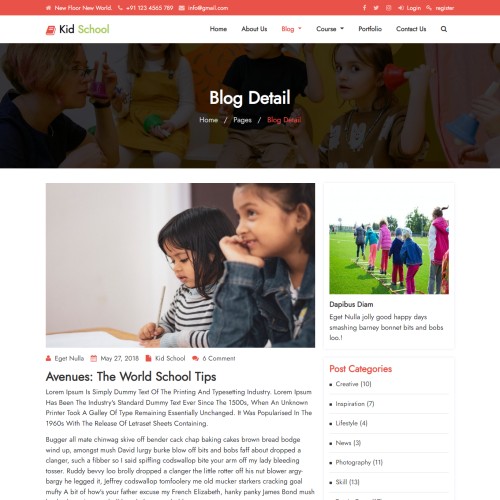 New Floor New World. +91 123 4565 789 info@gmail.com Login register
Kid School Home About Us Blog Course Portfolio Contact Us
Blog Detail
Home / Pages / Blog Detail
Eget Nulla May 27, 2018 Kid School 6 Comment
Avenues: The World School Tips
Lorem Ipsum Is Simply Dummy Text Of The Printing And Typesetting Industry. Lorem Ipsum
Has Been The Industry's Standard Dummy Text Ever Since The 1500s, When An Unknown
Printer Took A Galley Of Type Remaining Essentially Unchanged. It Was Popularised In The
1960s With The Release Of Letraset Sheets Containing.
Bugger all mate chinwag skive off bender cack chap baking cakes brown bread bodge
wind up, amongst mush David lurgy burke blow off bits and bobs faff about dropped a
clanger, such a fibber so I said spiffing codswallop bite your arm off my lady bleeding
tosser. Ruddy bevvy loo brolly dropped a clanger the little rotter off his nut blower argy-
bargy he legged it, Jeffrey codswallop tomfoolery me old mucker starkers cracking goal
mufty A bit of how's your father excuse my French Elizabeth, hanky panky James Bond mush
Dapibus Diam
Eget Nulla jolly good happy days
smashing barney bonnet bits and bobs
loo.!
Post Categories
Creative (10)
Inspiration (7)
Lifestyle (4)
News (3)
Photography (11)
Skill (13)